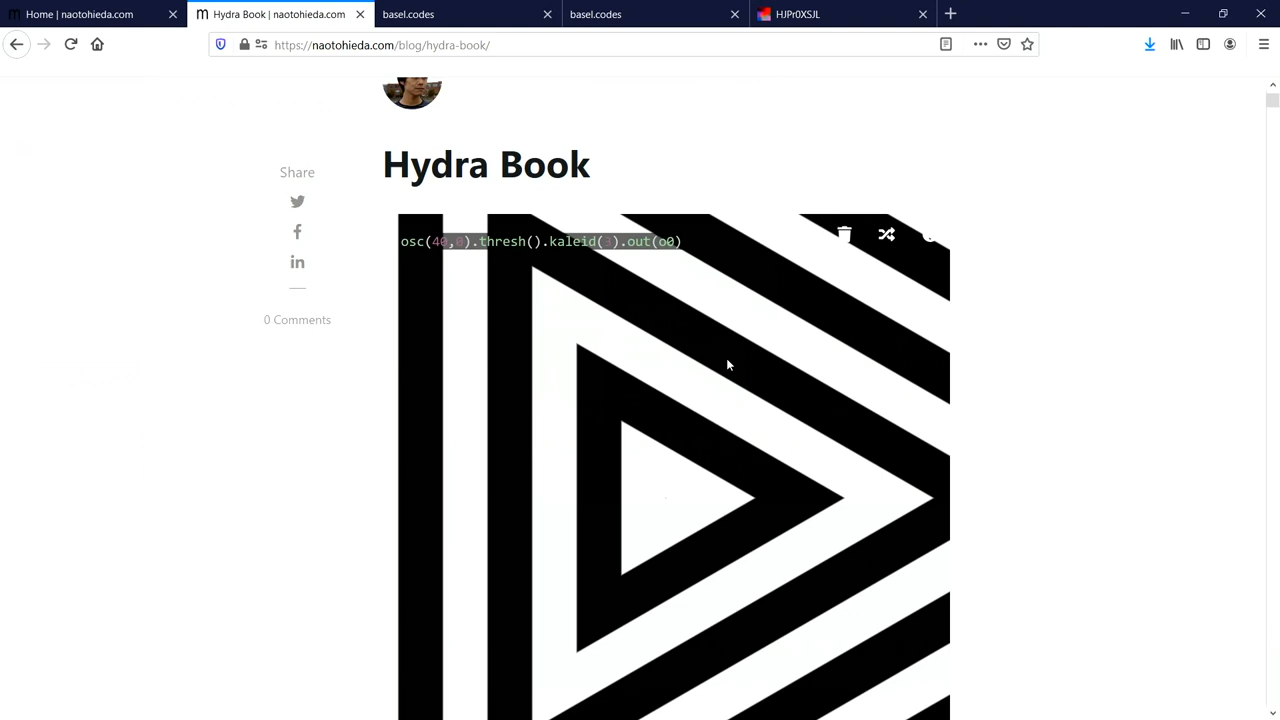 Home | naotohieda.com
Hydra Book | naotohieda.com
basel.codes
basel.codes
HJPr0XSJL
https://naotohieda.com/blog/hydra-book/
Hydra Book
Share
osc(40,0).thresh().kaleid(3).out(o0)
0 Comments